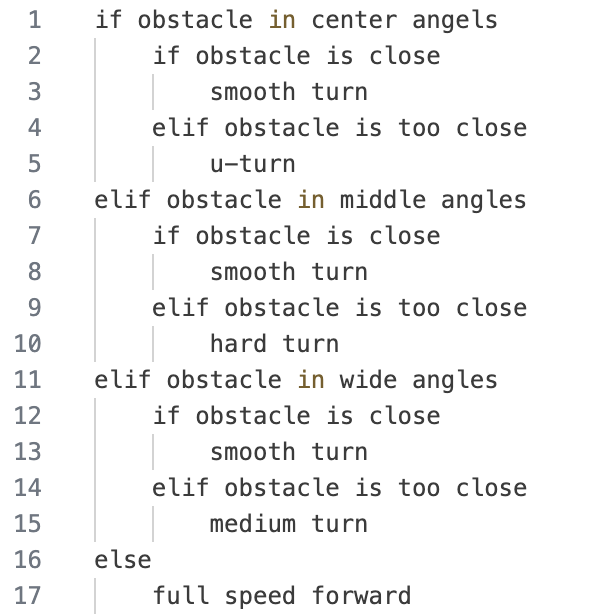 1 if obstacle in center angels
2 if obstacle is close
3 smooth turn
4 elif obstacle is too close
5 u-turn
6 elif obstacle in middle angles
7 if obstacle is close
8 smooth turn
9 elif obstacle is too close
10 hard turn
11 elif obstacle in wide angles
12 if obstacle is close
13 smooth turn
14 elif obstacle is too close
15 medium turn
16 else
17 full speed forward